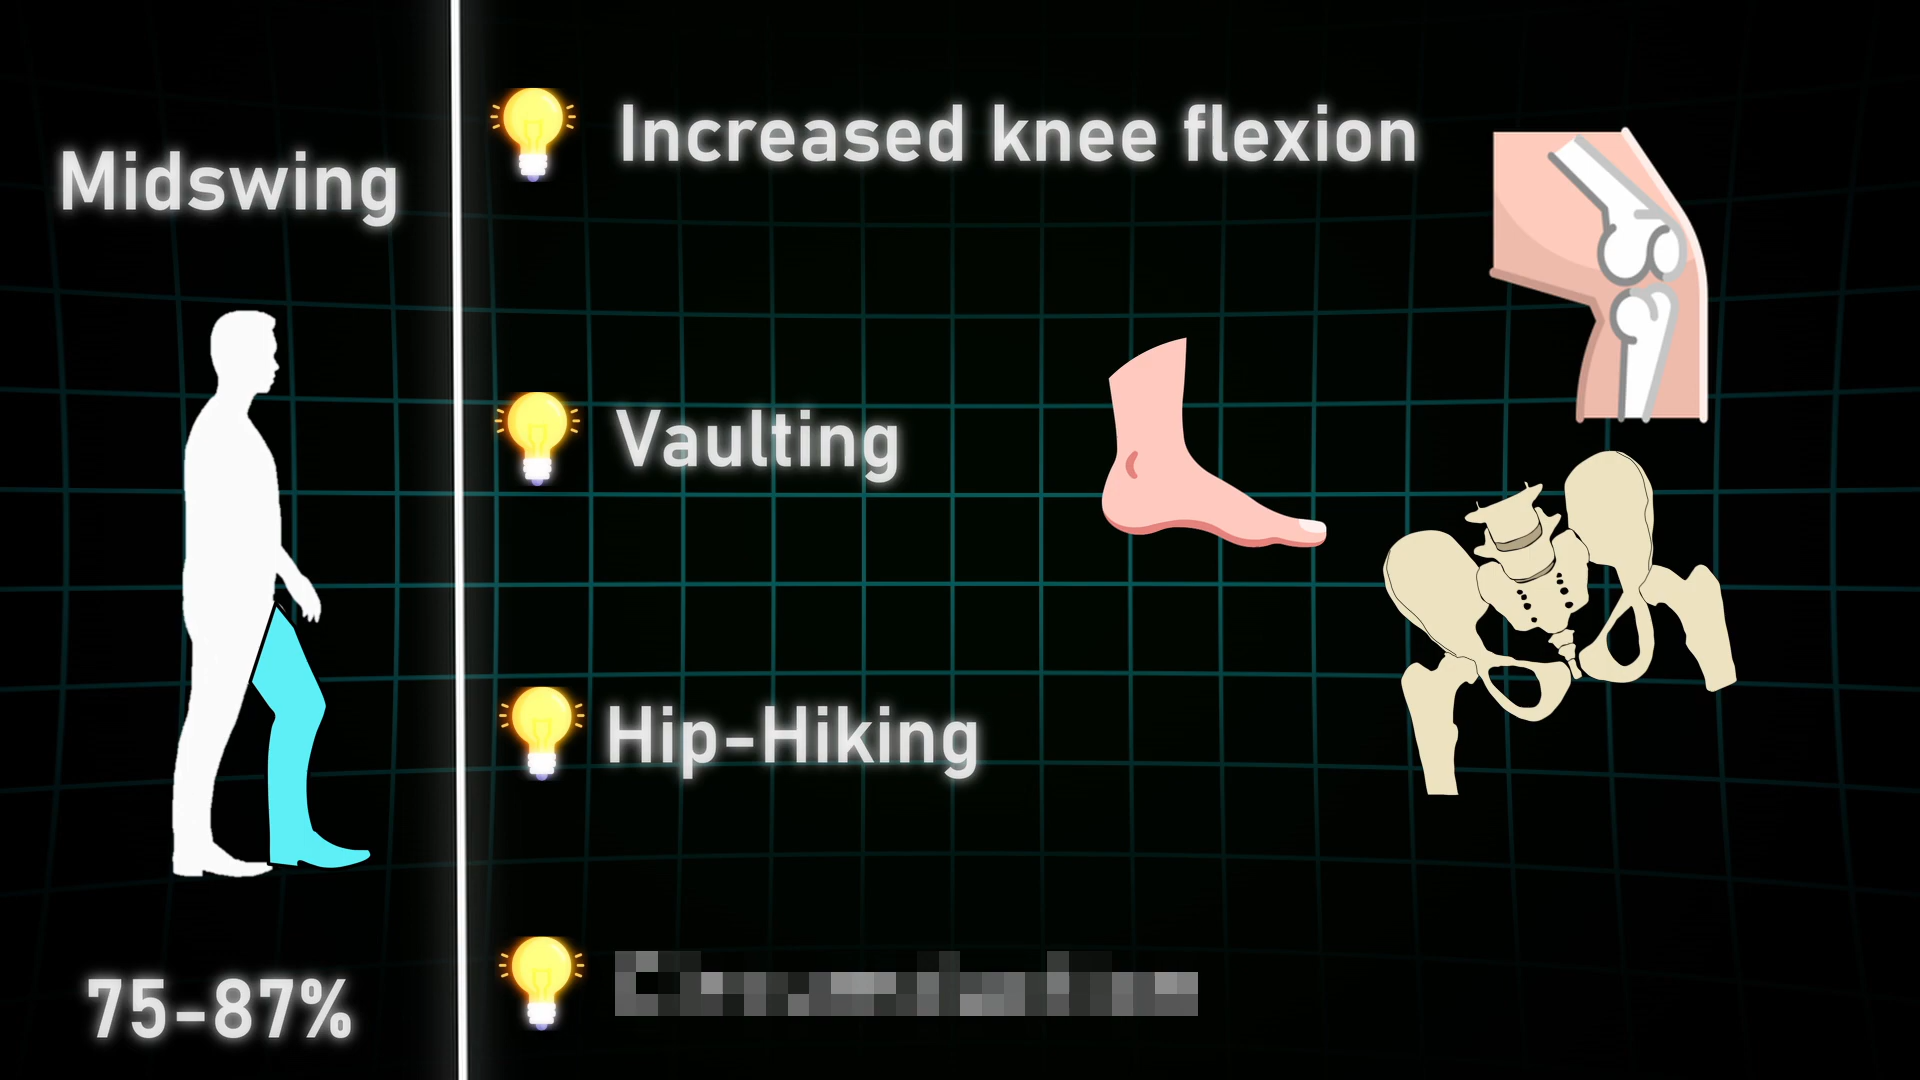 Midswing
75-87%
Increased knee flexion
Vaulting
Hip-Hiking